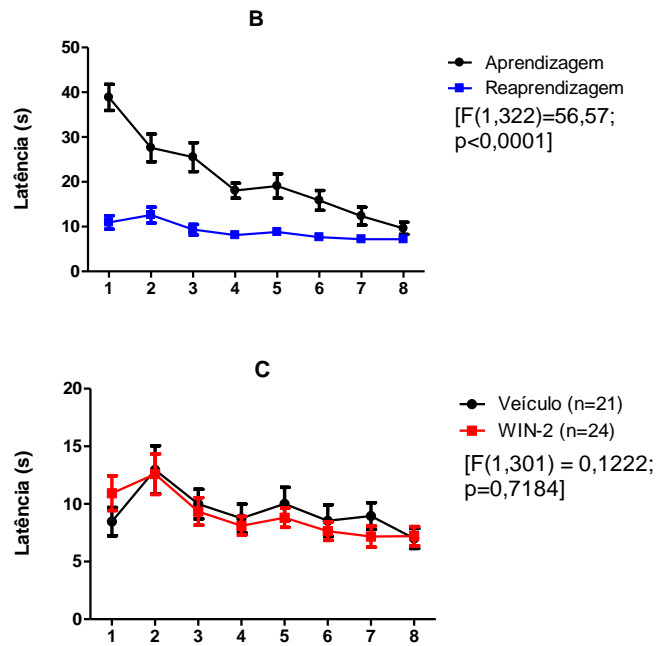 B
50
40
30
20
10
0
Latência (s)
1 2 3 4 5 6 7 8
Aprendizagem
Reaprendizagem
[F(1,322)=56,57;
p<0,0001]
C
20
15
10
5
0
Latência (s)
1 2 3 4 5 6 7 8
Veículo (n=21)
WIN-2 (n=24)
[F(1,301) = 0,1222;
p=0,7184]